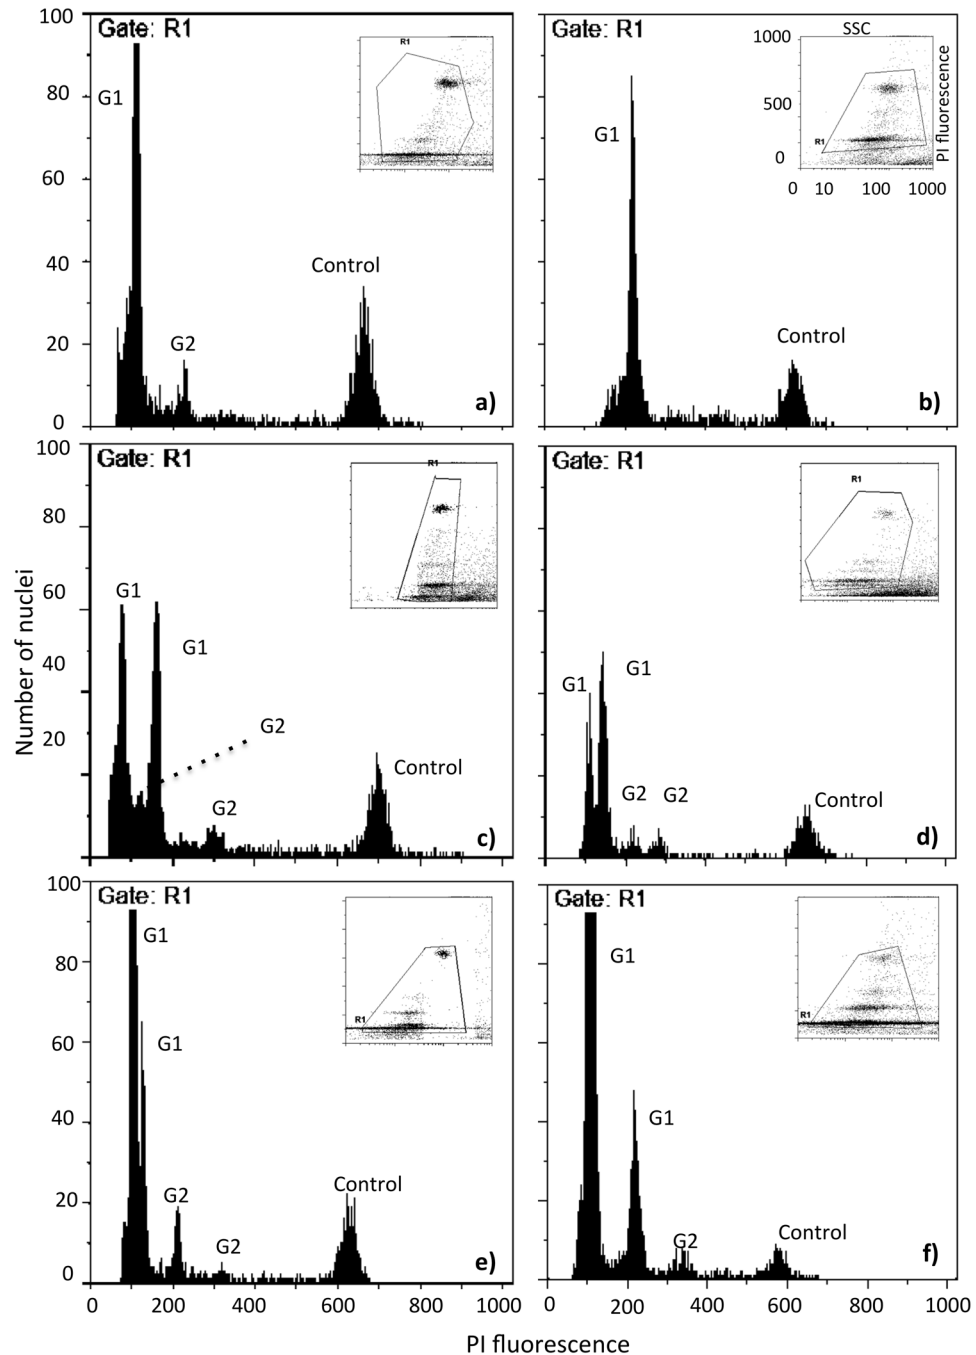 Gate: R1
100
80
60
40
20
0
G1
G2
Control
a)
R1
Gate: R1
G1
Control
b)
SSC
1000
500
0
R1
PI fluorescence
0 10 100 1000
Gate: R1
100
80
60
40
20
G1
G1
G2
G2
Control
c)
R1
Number of nuclei
Gate: R1
G1
G1
G2
G2
Control
d)
R1
Gate: R1
100
80
60
40
20
0
G1
G1
G2
G2
Control
e)
R1
0 200 400 600 800 1000
Gate: R1
G1
G1
G2
Control
f)
R1
0 200 400 600 800 1000
PI fluorescence